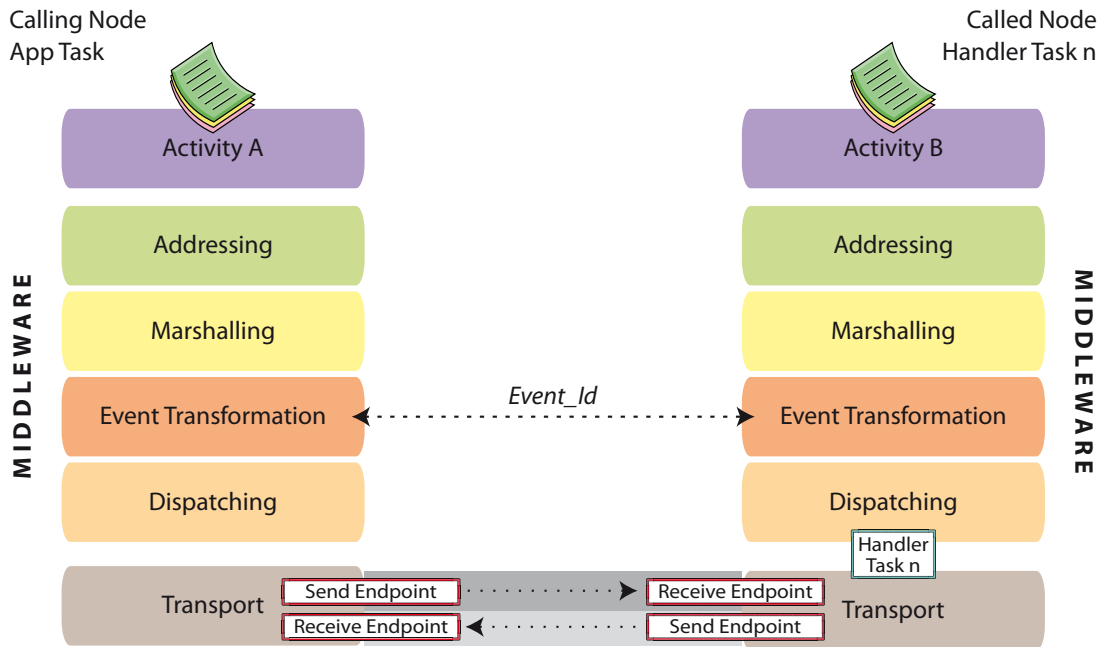 Calling Node
App Task
Called Node
Handler Task n
Activity A
Activity B
Addressing
Addressing
MIDDLEWARE
MIDDLEWARE
Marshalling
Marshalling
Event Transformation
Event_Id
Event Transformation
Dispatching
Dispatching
Handler
Task n
Transport
Send Endpoint
Receive Endpoint
Transport
Receive Endpoint
Send Endpoint